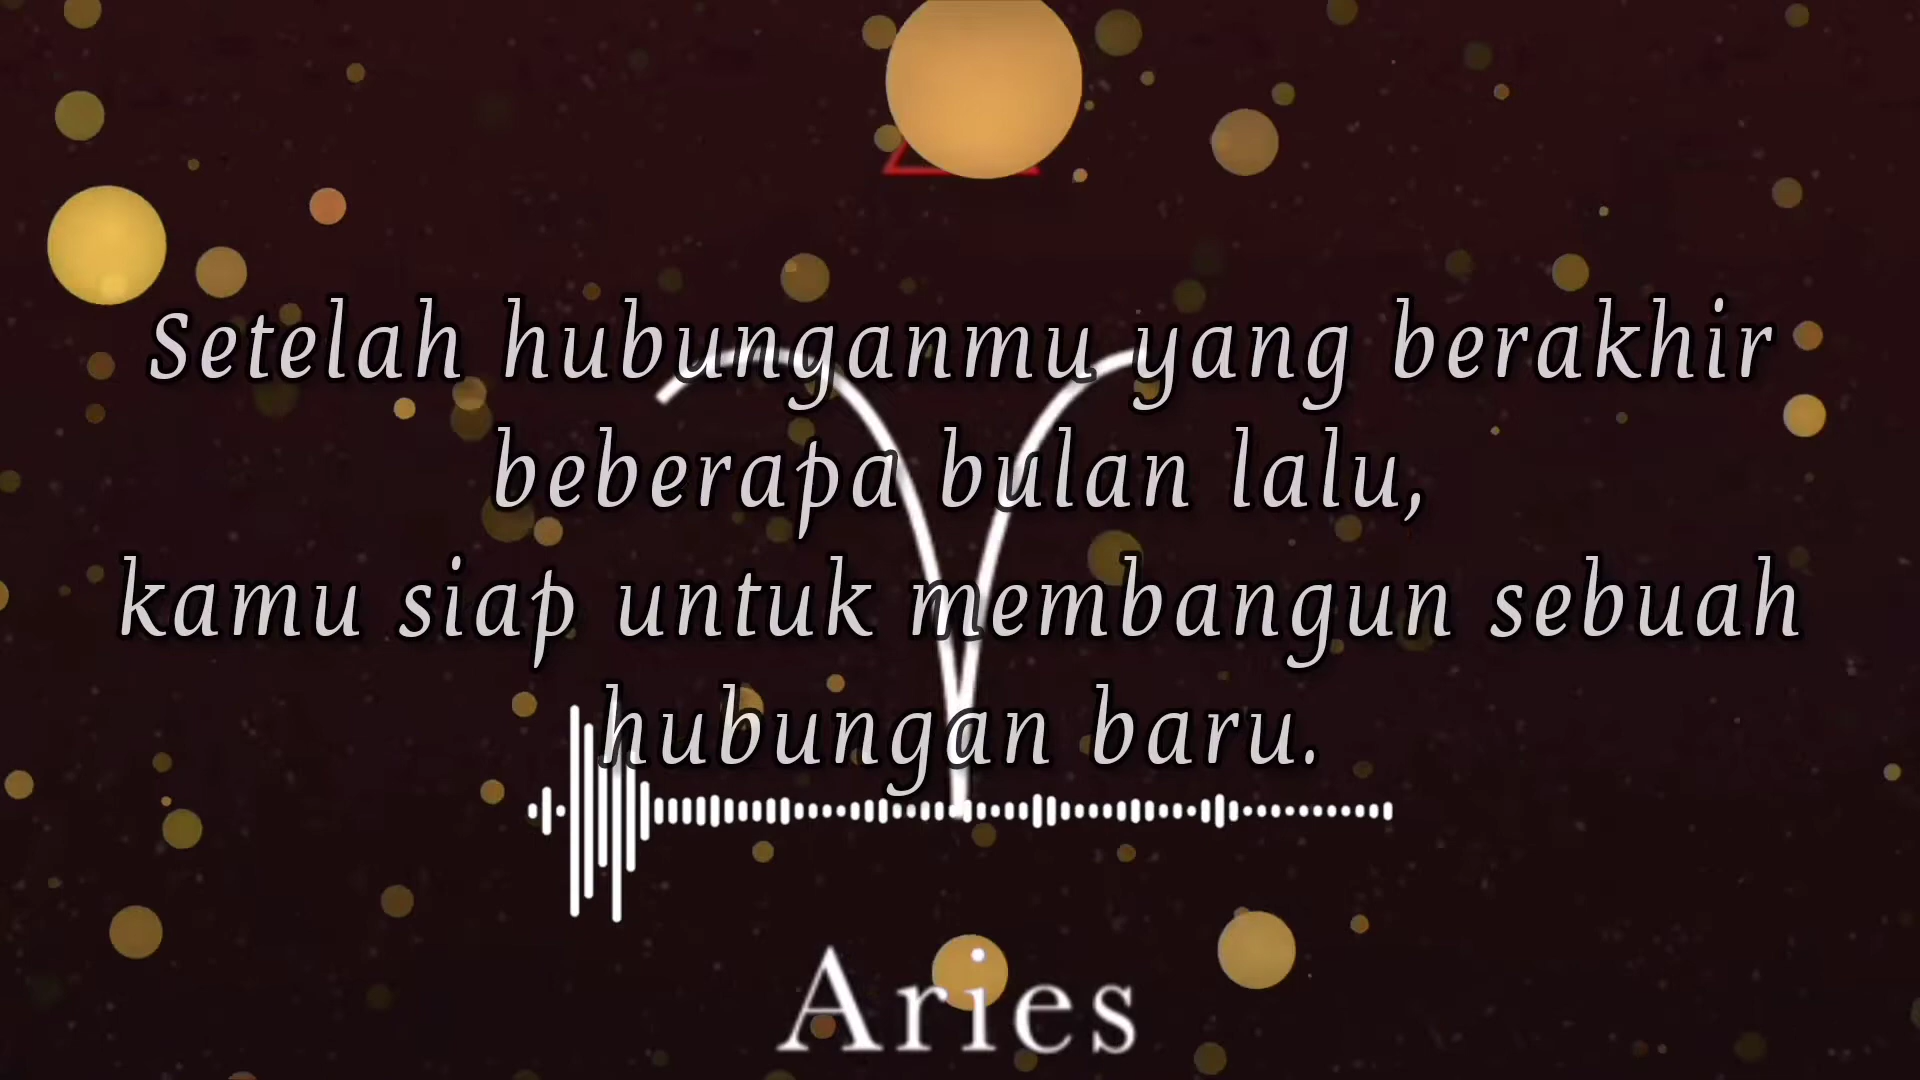 Setelah hubunganmu yang berakhir
beberapa bulan lalu,
kamu siap untuk membangun sebuah
hubungan baru.
Aries